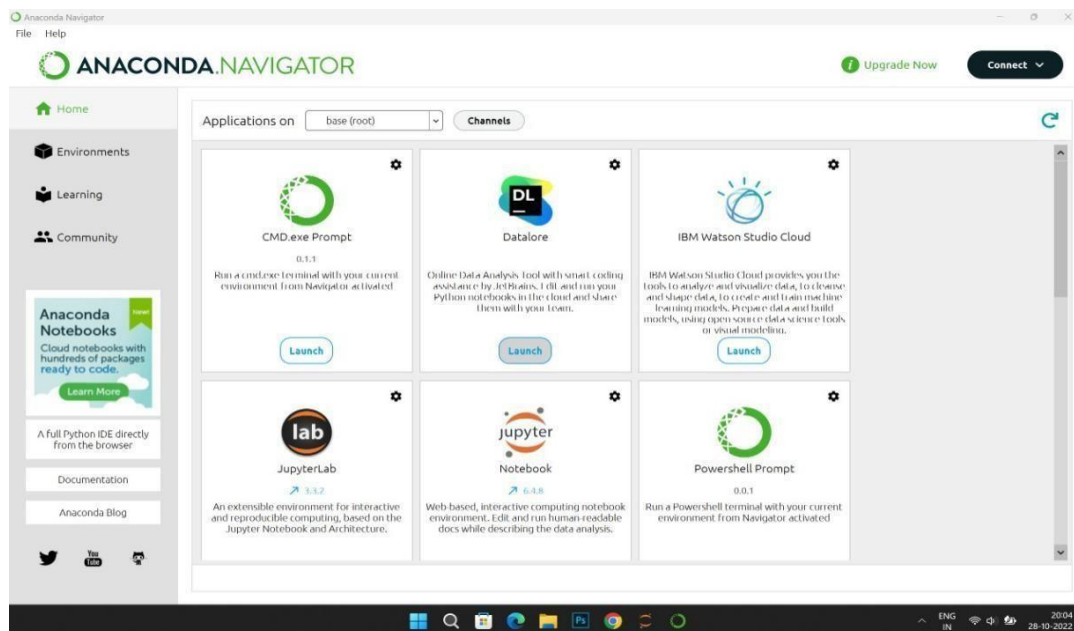 Anaconda Navigator
File Help
ANACONDA.NAVIGATOR
Upgrade Now
Connect
Home
Environments
Learning
Community
Anaconda Notebooks
New!
Cloud notebooks with
hundreds of packages
ready to code.
Learn More
A full Python IDE directly
from the browser
Documentation
Anaconda Blog
You
Tube
Applications on base (root) Channels
CMD.exe Prompt
0.1.1
Run a cmd.exe terminal with your current
environment from Navigator activated
Launch
DL
Datalore
Online Data Analysis Tool with smart coding
assistance by JetBrains. Edit and run your
Python notebooks in the cloud and share
them with your team.
Launch
IBM Watson Studio Cloud
IBM Watson Studio Cloud provides you the
tools to analyze and visualize data, to cleanse
and shape data, to create and train machine
learning models. Prepare data and build
models, using open source data science tools
or visual modeling.
Launch
lab
JupyterLab
3.3.2
An extensible environment for interactive
and reproducible computing, based on the
Jupyter Notebook and Architecture.
jupyter
Notebook
6.4.8
Web-based, interactive computing notebook
environment. Edit and run human-readable
docs while describing the data analysis.
Powershell Prompt
0.0.1
Run a Powershell terminal with your current
environment from Navigator activated
Ps
ENG
IN
20:04
28-10-2022